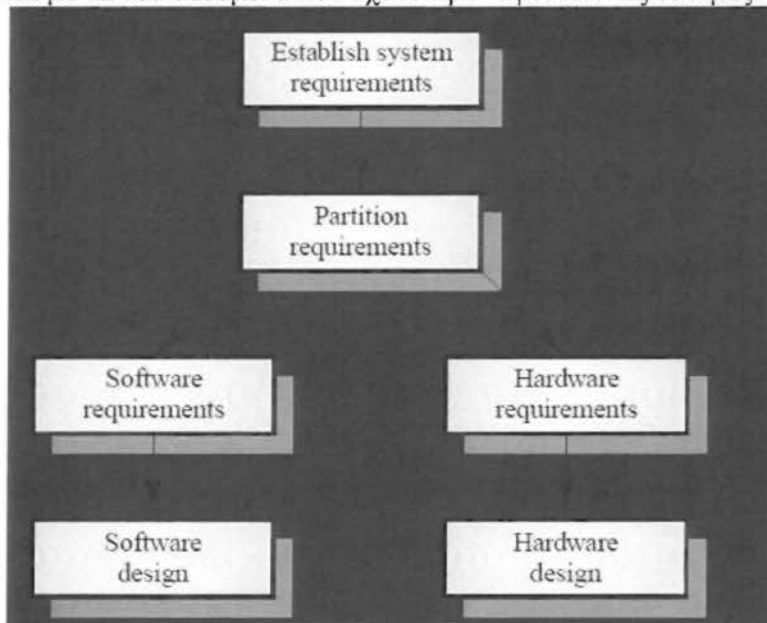 Establish system
requirements
Partition
requirements
Software
requirements
Hardware
requirements
Software
design
Hardware
design